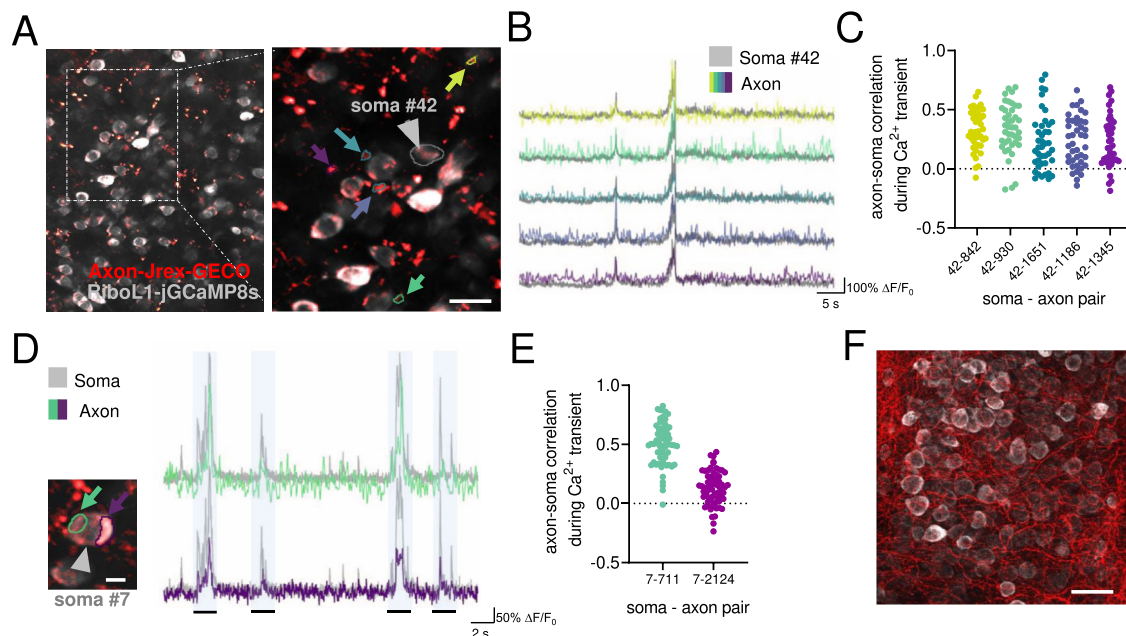 A
Axon-Jrex-GECO
RiboL1-jGCaMP8s
soma #42
B
Soma #42
Axon
100% ΔF/F₀
5 s
C
axon-soma correlation
during Ca²⁺ transient
1.0
0.5
0.0
-0.5
42-842
42-930
42-1651
42-1186
42-1345
soma - axon pair
D
Soma
Axon
soma #7
50% ΔF/F₀
2 s
E
axon-soma correlation
during Ca²⁺ transient
1.0
0.5
0.0
-0.5
7-711
7-2124
soma - axon pair
F